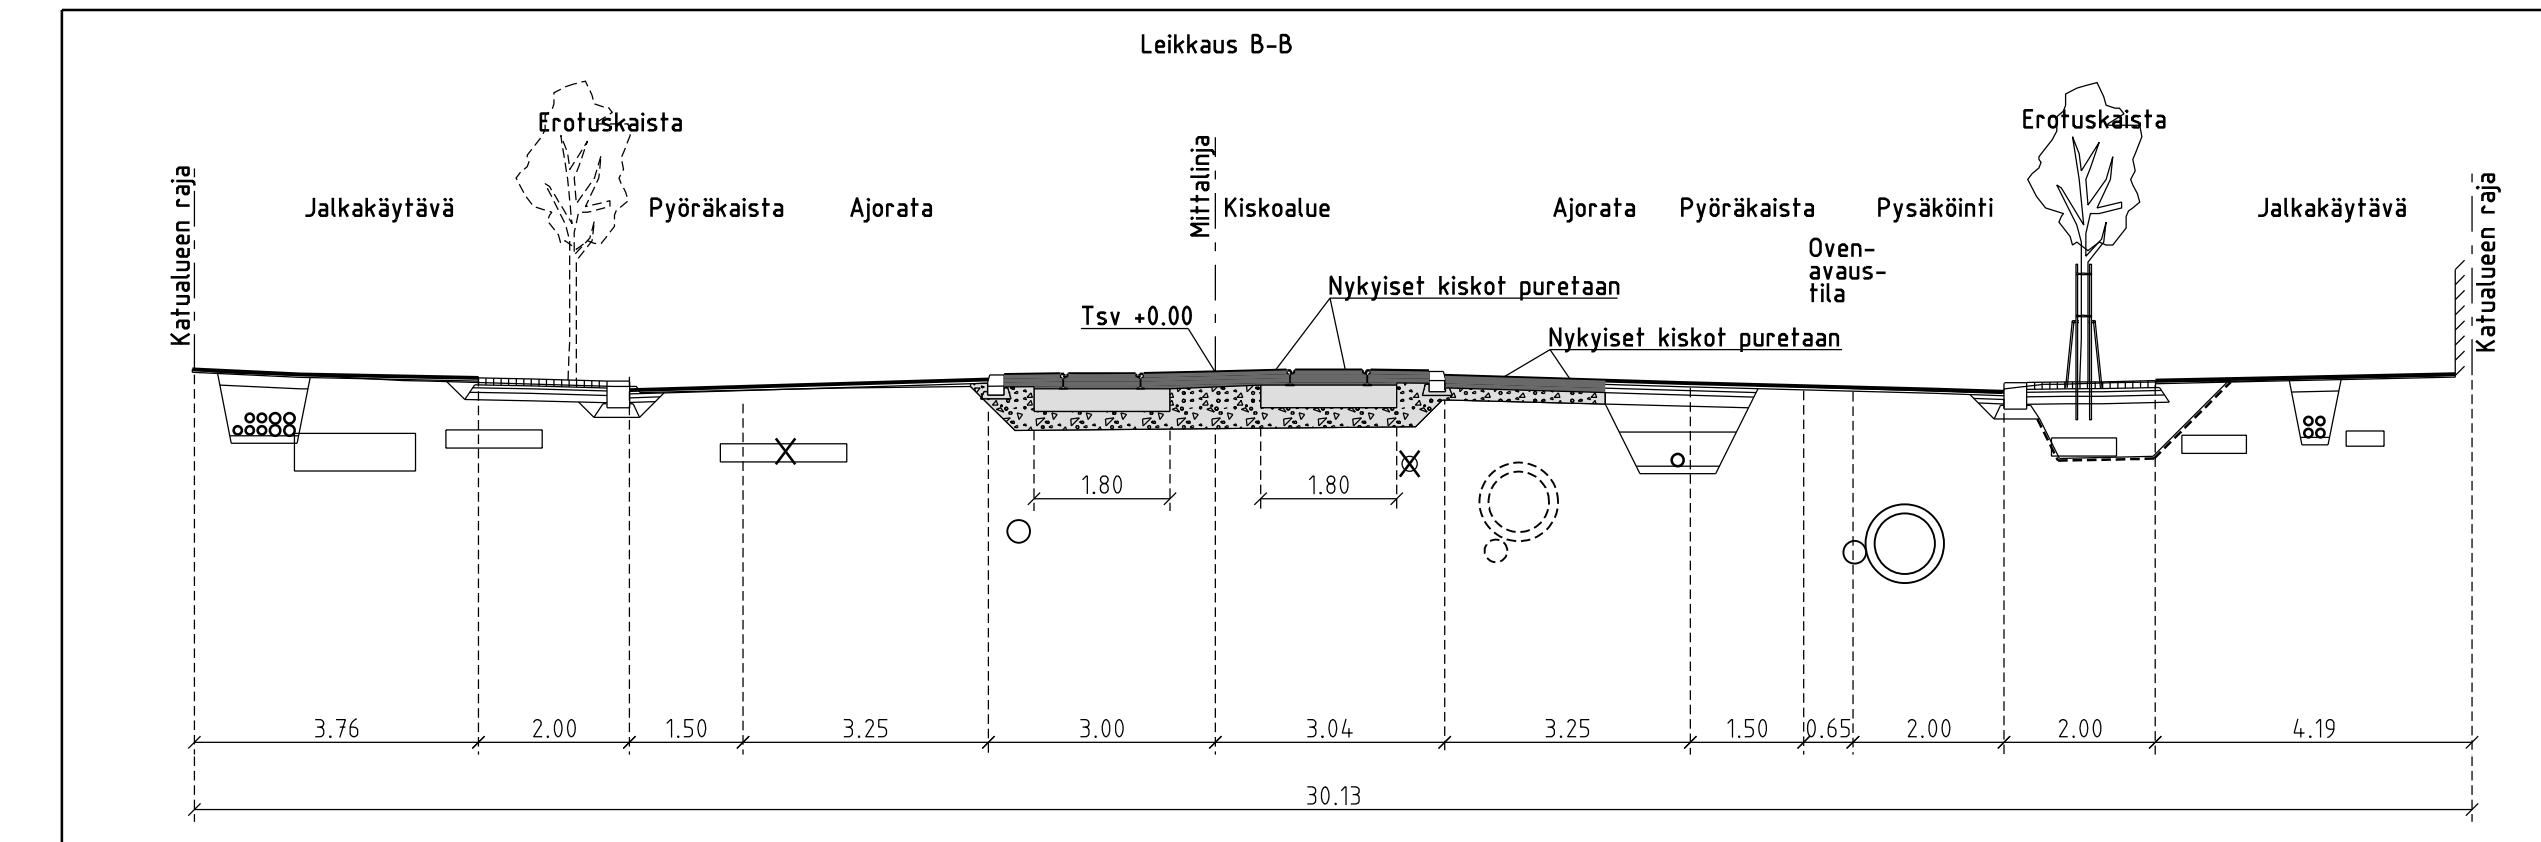 Leikkaus B-B
Erotuskaista
Erotuskaista
Katualueen raja
Jalkakäytävä
Pyöräkaista
Ajorata
Mittalinja
Kiskoalue
Ajorata
Pyöräkaista
Pysäköinti
Jalkakäytävä
Katualueen raja
Oven-
avaus-
tila
Nykyiset kiskot puretaan
Tsv +0.00
Nykyiset kiskot puretaan
1.80
1.80
3.76
2.00
1.50
3.25
3.00
3.04
3.25
1.50
0.65
2.00
2.00
4.19
30.13